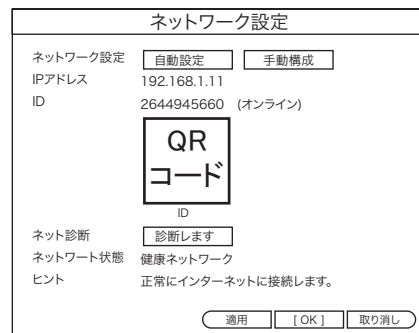 ネットワーク設定
ネットワーク設定 自動設定 手動構成
IPアドレス 192.168.1.11
ID 2644945660 (オンライン)
QR
コード
ID
ネット診断 診断レます
ネットワート状態 健康ネットワーク
ヒント 正常にインターネットに接続します。
適用 [ OK ] 取り消し